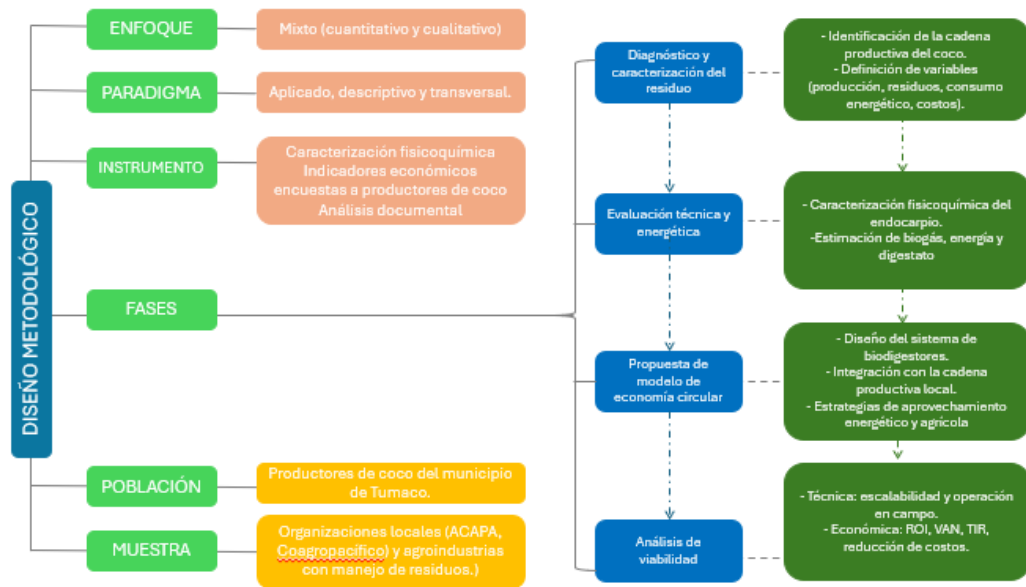 DISEÑO METODOLÓGICO
ENFOQUE
Mixto (cuantitativo y cualitativo)
PARADIGMA
Aplicado, descriptivo y transversal.
INSTRUMENTO
Caracterización fisicoquímica
Indicadores económicos
encuestas a productores de coco
Análisis documental
FASES
Diagnóstico y
caracterización del
residuo
- Identificación de la cadena
productiva del coco.
- Definición de variables
(producción, residuos, consumo
energético, costos).
Evaluación técnica y
energética
- Caracterización fisicoquímica del
endocarpio.
-Estimación de biogás, energía y
digestato
Propuesta de
modelo de
economía circular
- Diseño del sistema de
biodigestores.
- Integración con la cadena
productiva local.
- Estrategias de aprovechamiento
energético y agrícola
Análisis de
viabilidad
- Técnica: escalabilidad y operación
en campo.
- Económica: ROI, VAN, TIR,
reducción de costos.
POBLACIÓN
Productores de coco del municipio
de Tumaco.
MUESTRA
Organizaciones locales (ACAPA,
Coagropacífico) y agroindustrias
con manejo de residuos.)